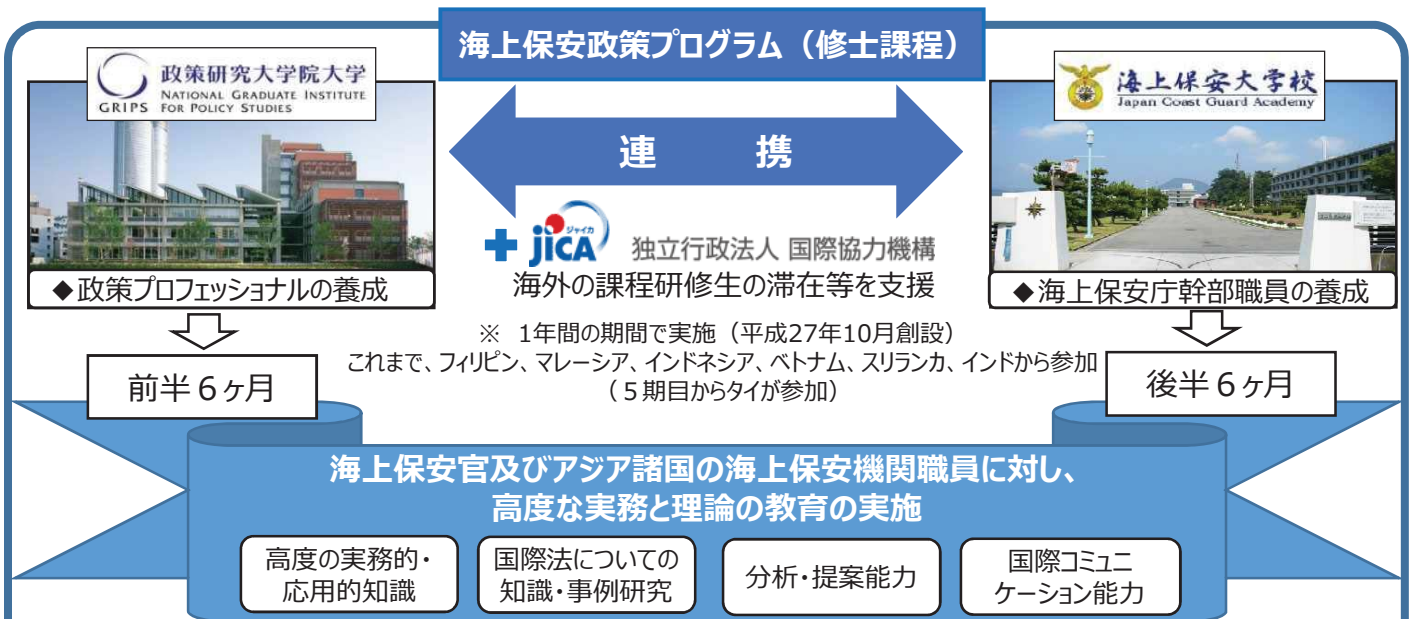 海上保安政策プログラム（修士課程）
政策研究大学院大学
NATIONAL GRADUATE INSTITUTE
FOR POLICY STUDIES
GRIPS
海上保安大学校
Japan Coast Guard Academy
連　携
+ jICA
ジャイカ
独立行政法人 国際協力機構
海外の課程研修生の滞在等を支援
◆政策プロフェッショナルの養成
◆海上保安庁幹部職員の養成
※ 1年間の期間で実施（平成27年10月創設）
これまで、フィリピン、マレーシア、インドネシア、ベトナム、スリランカ、インドから参加
（５期目からタイが参加）
前半６ヶ月
後半６ヶ月
海上保安官及びアジア諸国の海上保安機関職員に対し、
高度な実務と理論の教育の実施
高度の実務的・
応用的知識
国際法についての
知識・事例研究
分析・提案能力
国際コミュニ
ケーション能力